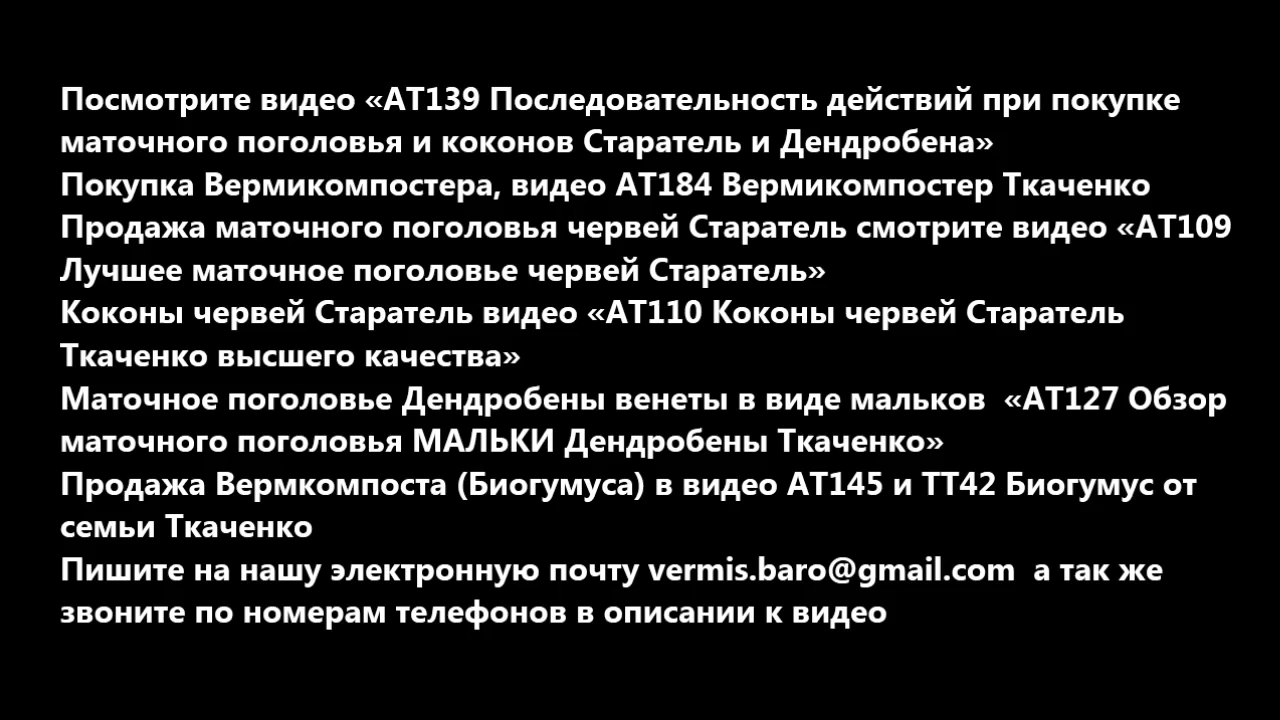 Посмотрите видео «АТ139 Последовательность действий при покупке
маточного поголовья и коконов Старатель и Дендробена»
Покупка Вермикомпостера, видео АТ184 Вермикомпостер Ткаченко
Продажа маточного поголовья червей Старатель смотрите видео «АТ109
Лучшее маточное поголовье червей Старатель»
Коконы червей Старатель видео «АТ110 Коконы червей Старатель
Ткаченко высшего качества»
Маточное поголовье Дендробены венеты в виде мальков  «АТ127 Обзор
маточного поголовья МАЛЬКИ Дендробены Ткаченко»
Продажа Вермкомпоста (Биогумуса) в видео АТ145 и ТТ42 Биогумус от
семьи Ткаченко
Пишите на нашу электронную почту vermis.baro@gmail.com  а так же
звоните по номерам телефонов в описании к видео